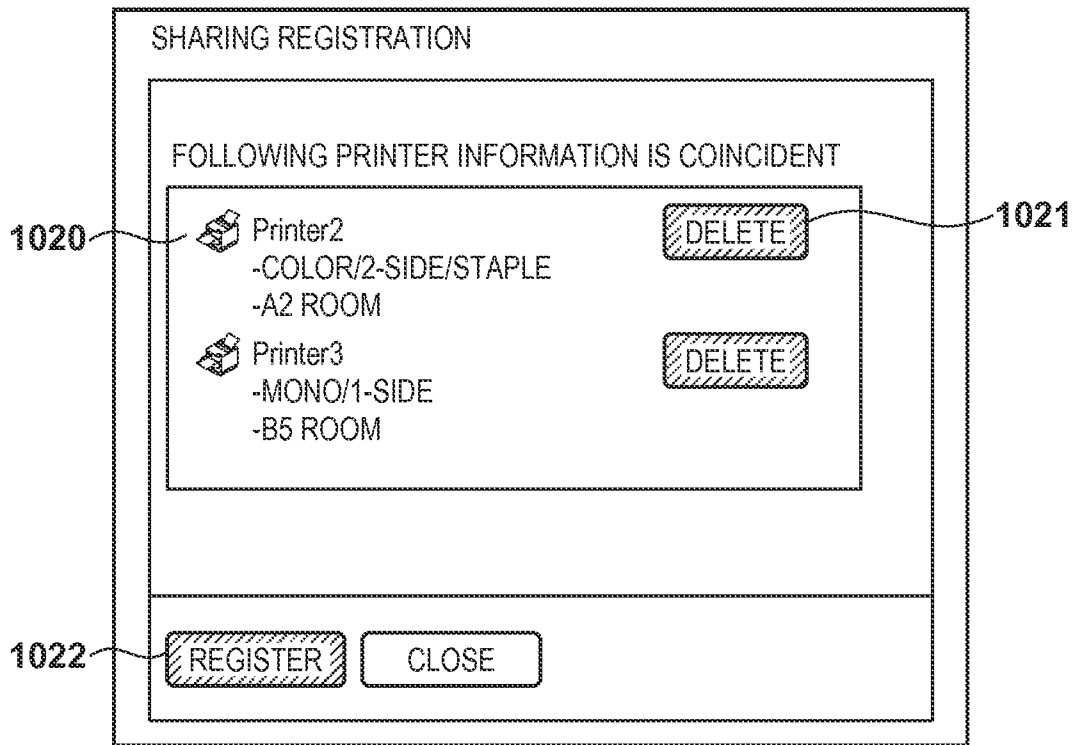 SHARING REGISTRATION
FOLLOWING PRINTER INFORMATION IS COINCIDENT
1020
Printer2
DELETE
1021
-COLOR/2-SIDE/STAPLE
-A2 ROOM
Printer3
DELETE
-MONO/1-SIDE
-B5 ROOM
1022
REGISTER
CLOSE